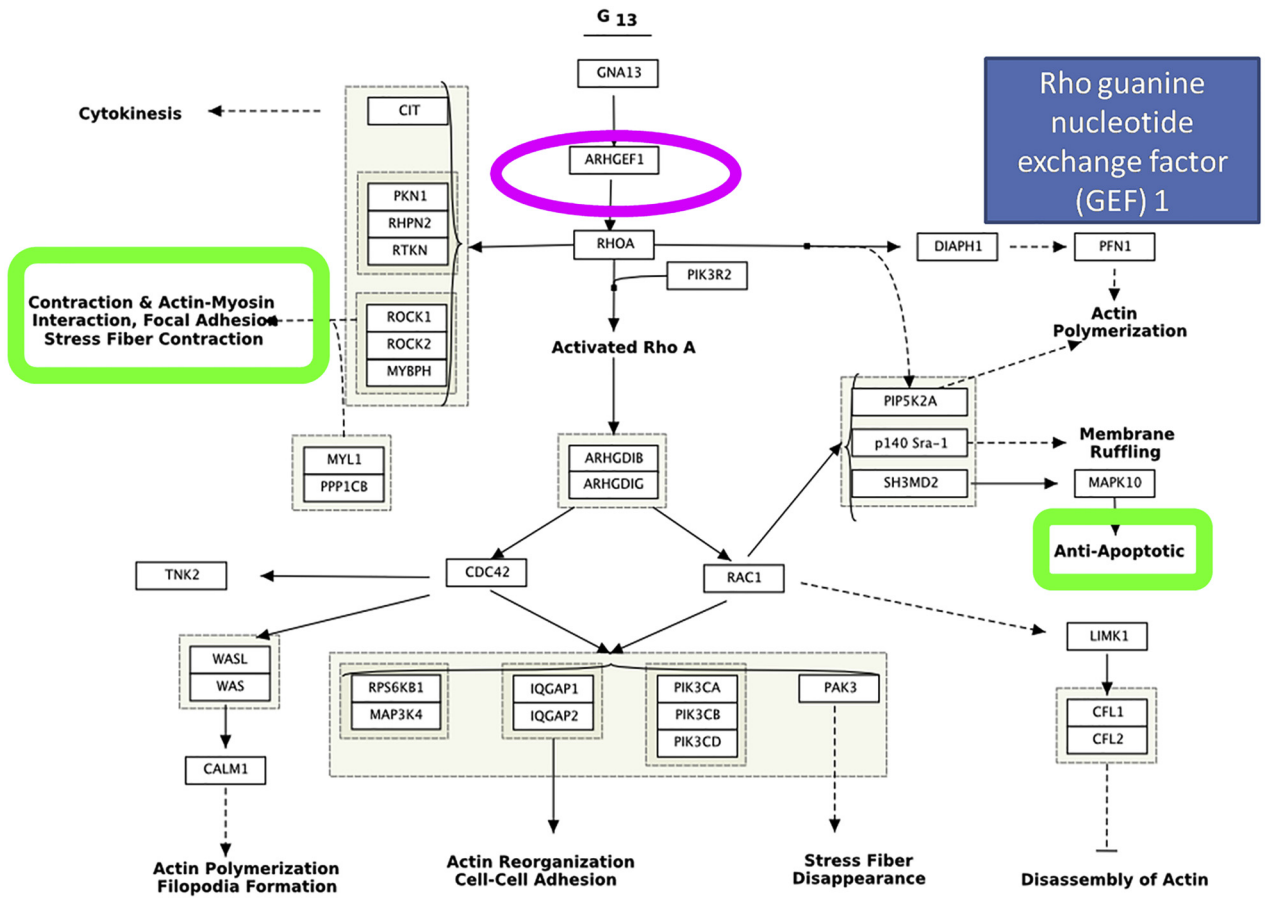 G 13
GNA13
Rho guanine
nucleotide
exchange factor
(GEF) 1
Cytokinesis
CIT
ARHGEF1
PKN1
RHPN2
RTKN
RHOA
DIAPH1
PFN1
PIK3R2
Contraction & Actin-Myosin
Interaction, Focal Adhesion
Stress Fiber Contraction
ROCK1
ROCK2
MYBPH
Activated Rho A
Actin
Polymerization
PIP5K2A
p140 Sra-1
SH3MD2
Membrane
Ruffling
MAPK10
MYL1
PPP1CB
ARHGDIB
ARHGDIG
Anti-Apoptotic
TNK2
CDC42
RAC1
LIMK1
WASL
WAS
RPS6KB1
MAP3K4
IQGAP1
IQGAP2
PIK3CA
PIK3CB
PIK3CD
PAK3
CFL1
CFL2
CALM1
Actin Polymerization
Filopodia Formation
Actin Reorganization
Cell-Cell Adhesion
Stress Fiber
Disappearance
Disassembly of Actin